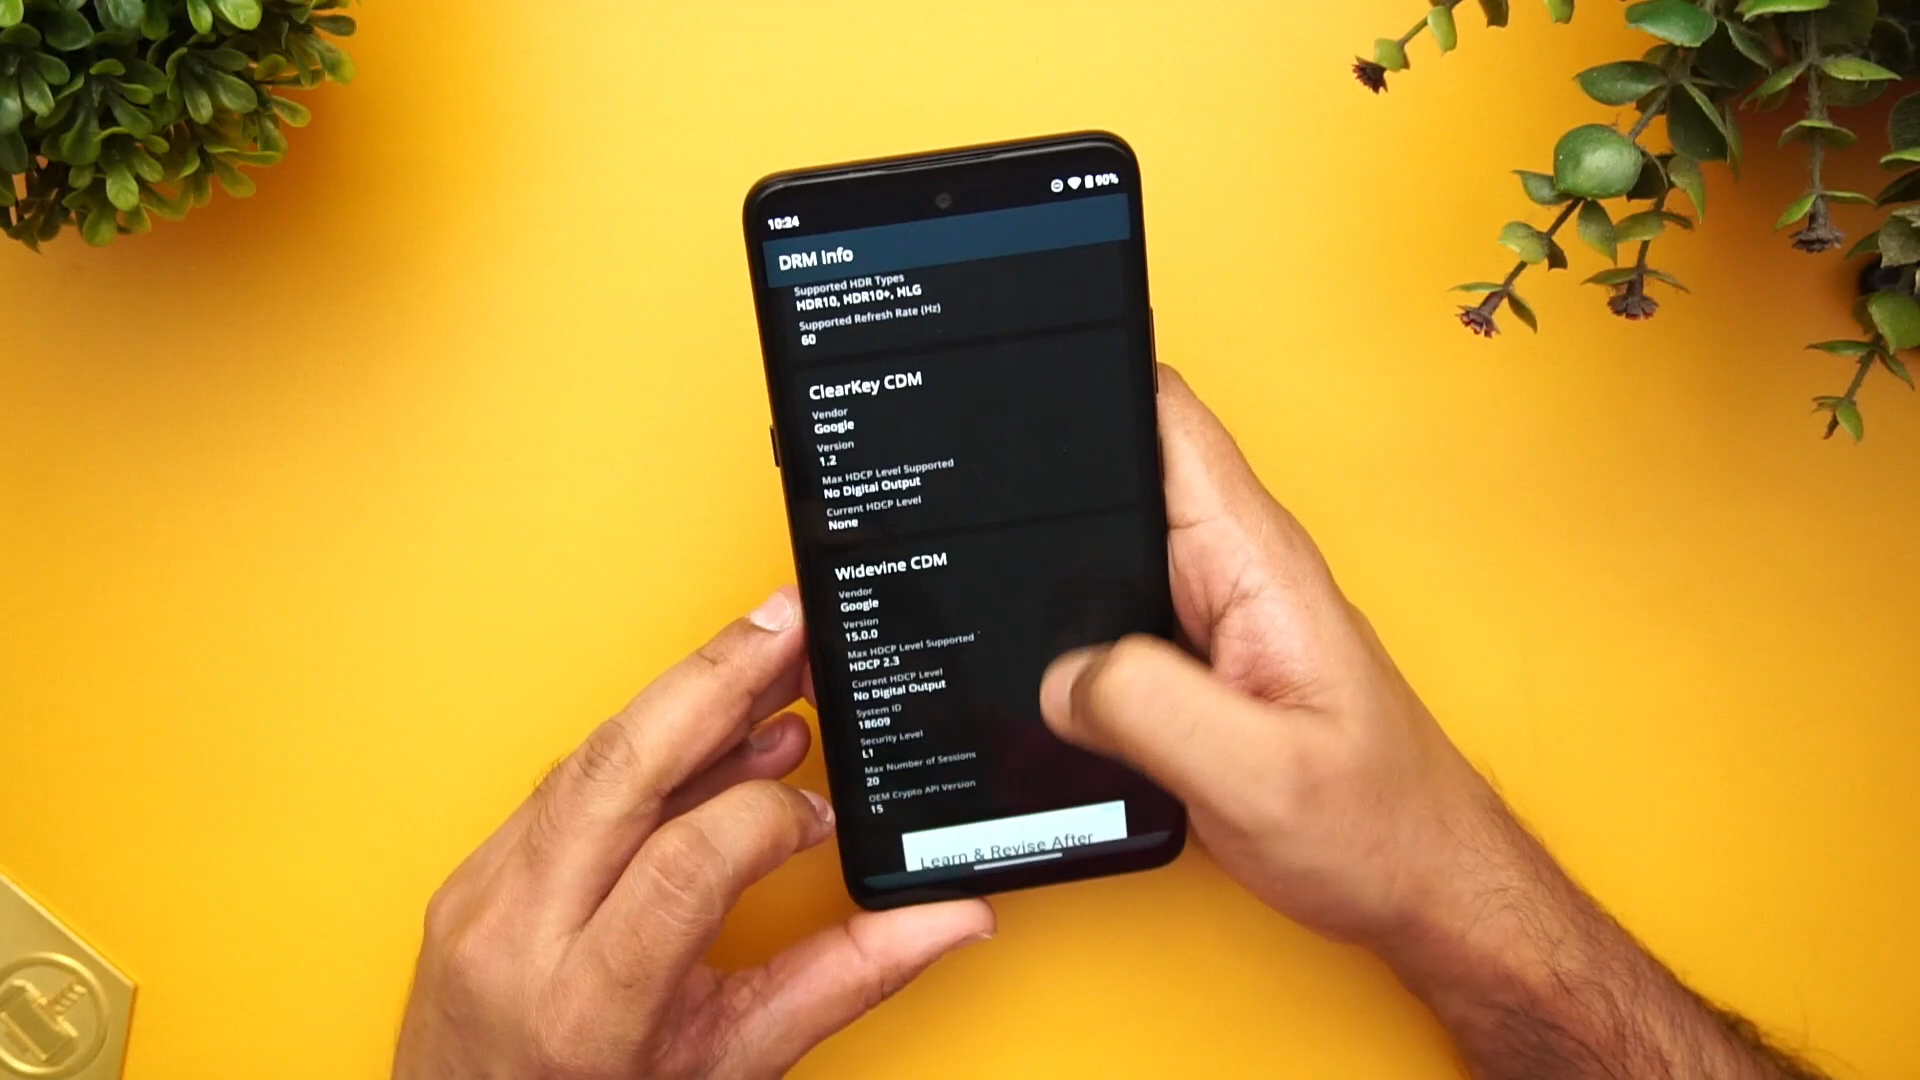 10:24
90%
DRM Info
Supported HDR Types
HDR10, HDR10+, HLG
Supported Refresh Rate (Hz)
60
ClearKey CDM
Vendor
Google
Version
1.2
Max HDCP Level Supported
No Digital Output
Current HDCP Level
None
Widevine CDM
Vendor
Google
Version
15.0.0
Max HDCP Level Supported
HDCP 2.3
Current HDCP Level
No Digital Output
System ID
18609
Security Level
L1
Max Number of Sessions
20
OEM Crypto API Version
15
Learn & Revise After